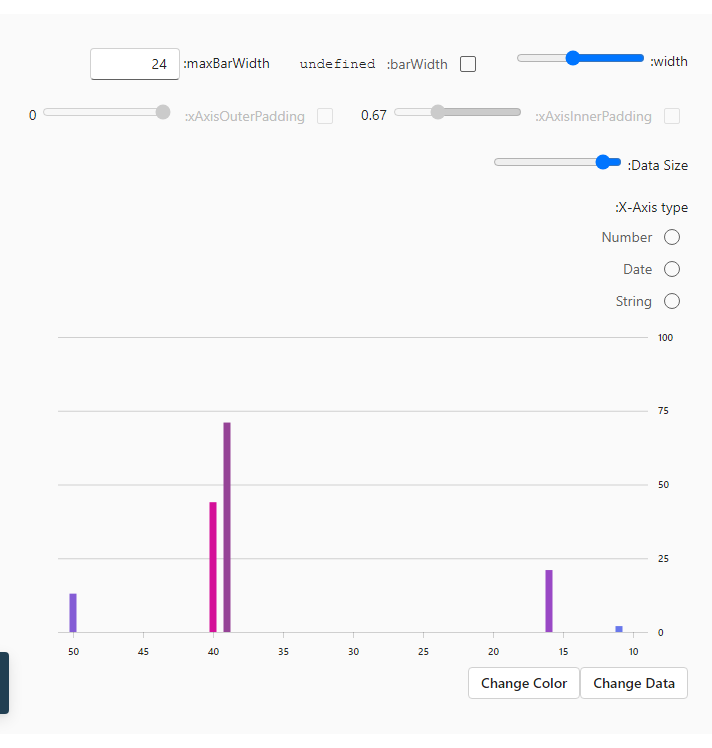 :width
undefined :barWidth
24 :maxBarWidth
:xAxisInnerPadding
0.67
:xAxisOuterPadding
0
:Data Size
:X-Axis type
Number
Date
String
100
75
50
25
0
50 45 40 35 30 25 20 15 10
Change Color Change Data